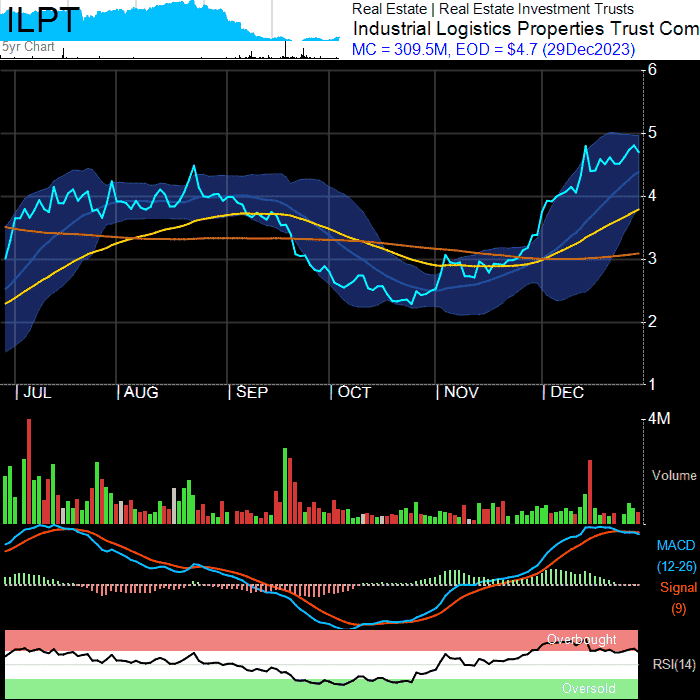 ILPT
5yr Chart
Real Estate | Real Estate Investment Trusts
Industrial Logistics Properties Trust Com
MC = 309.5M, EOD = $4.7 (29Dec2023)
6
5
4
3
2
1
| JUL | AUG | SEP | OCT | NOV | DEC
4M
Volume
MACD
(12-26)
Signal
(9)
Overbought
RSI(14)
Oversold